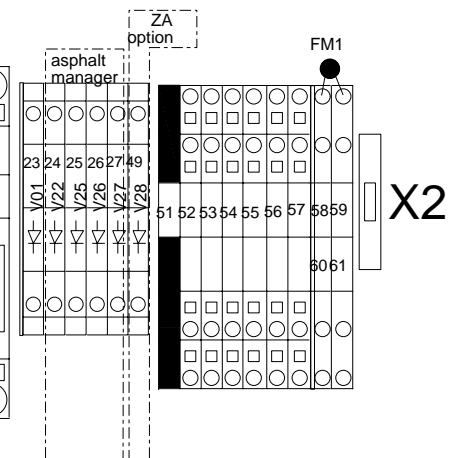 ZA
option
FM1
asphalt
manager
23 24 25 26 27 49
V01 V22 V25 V26 V27 V28
51 52 53 54 55 56 57 58 59
X2
60 61